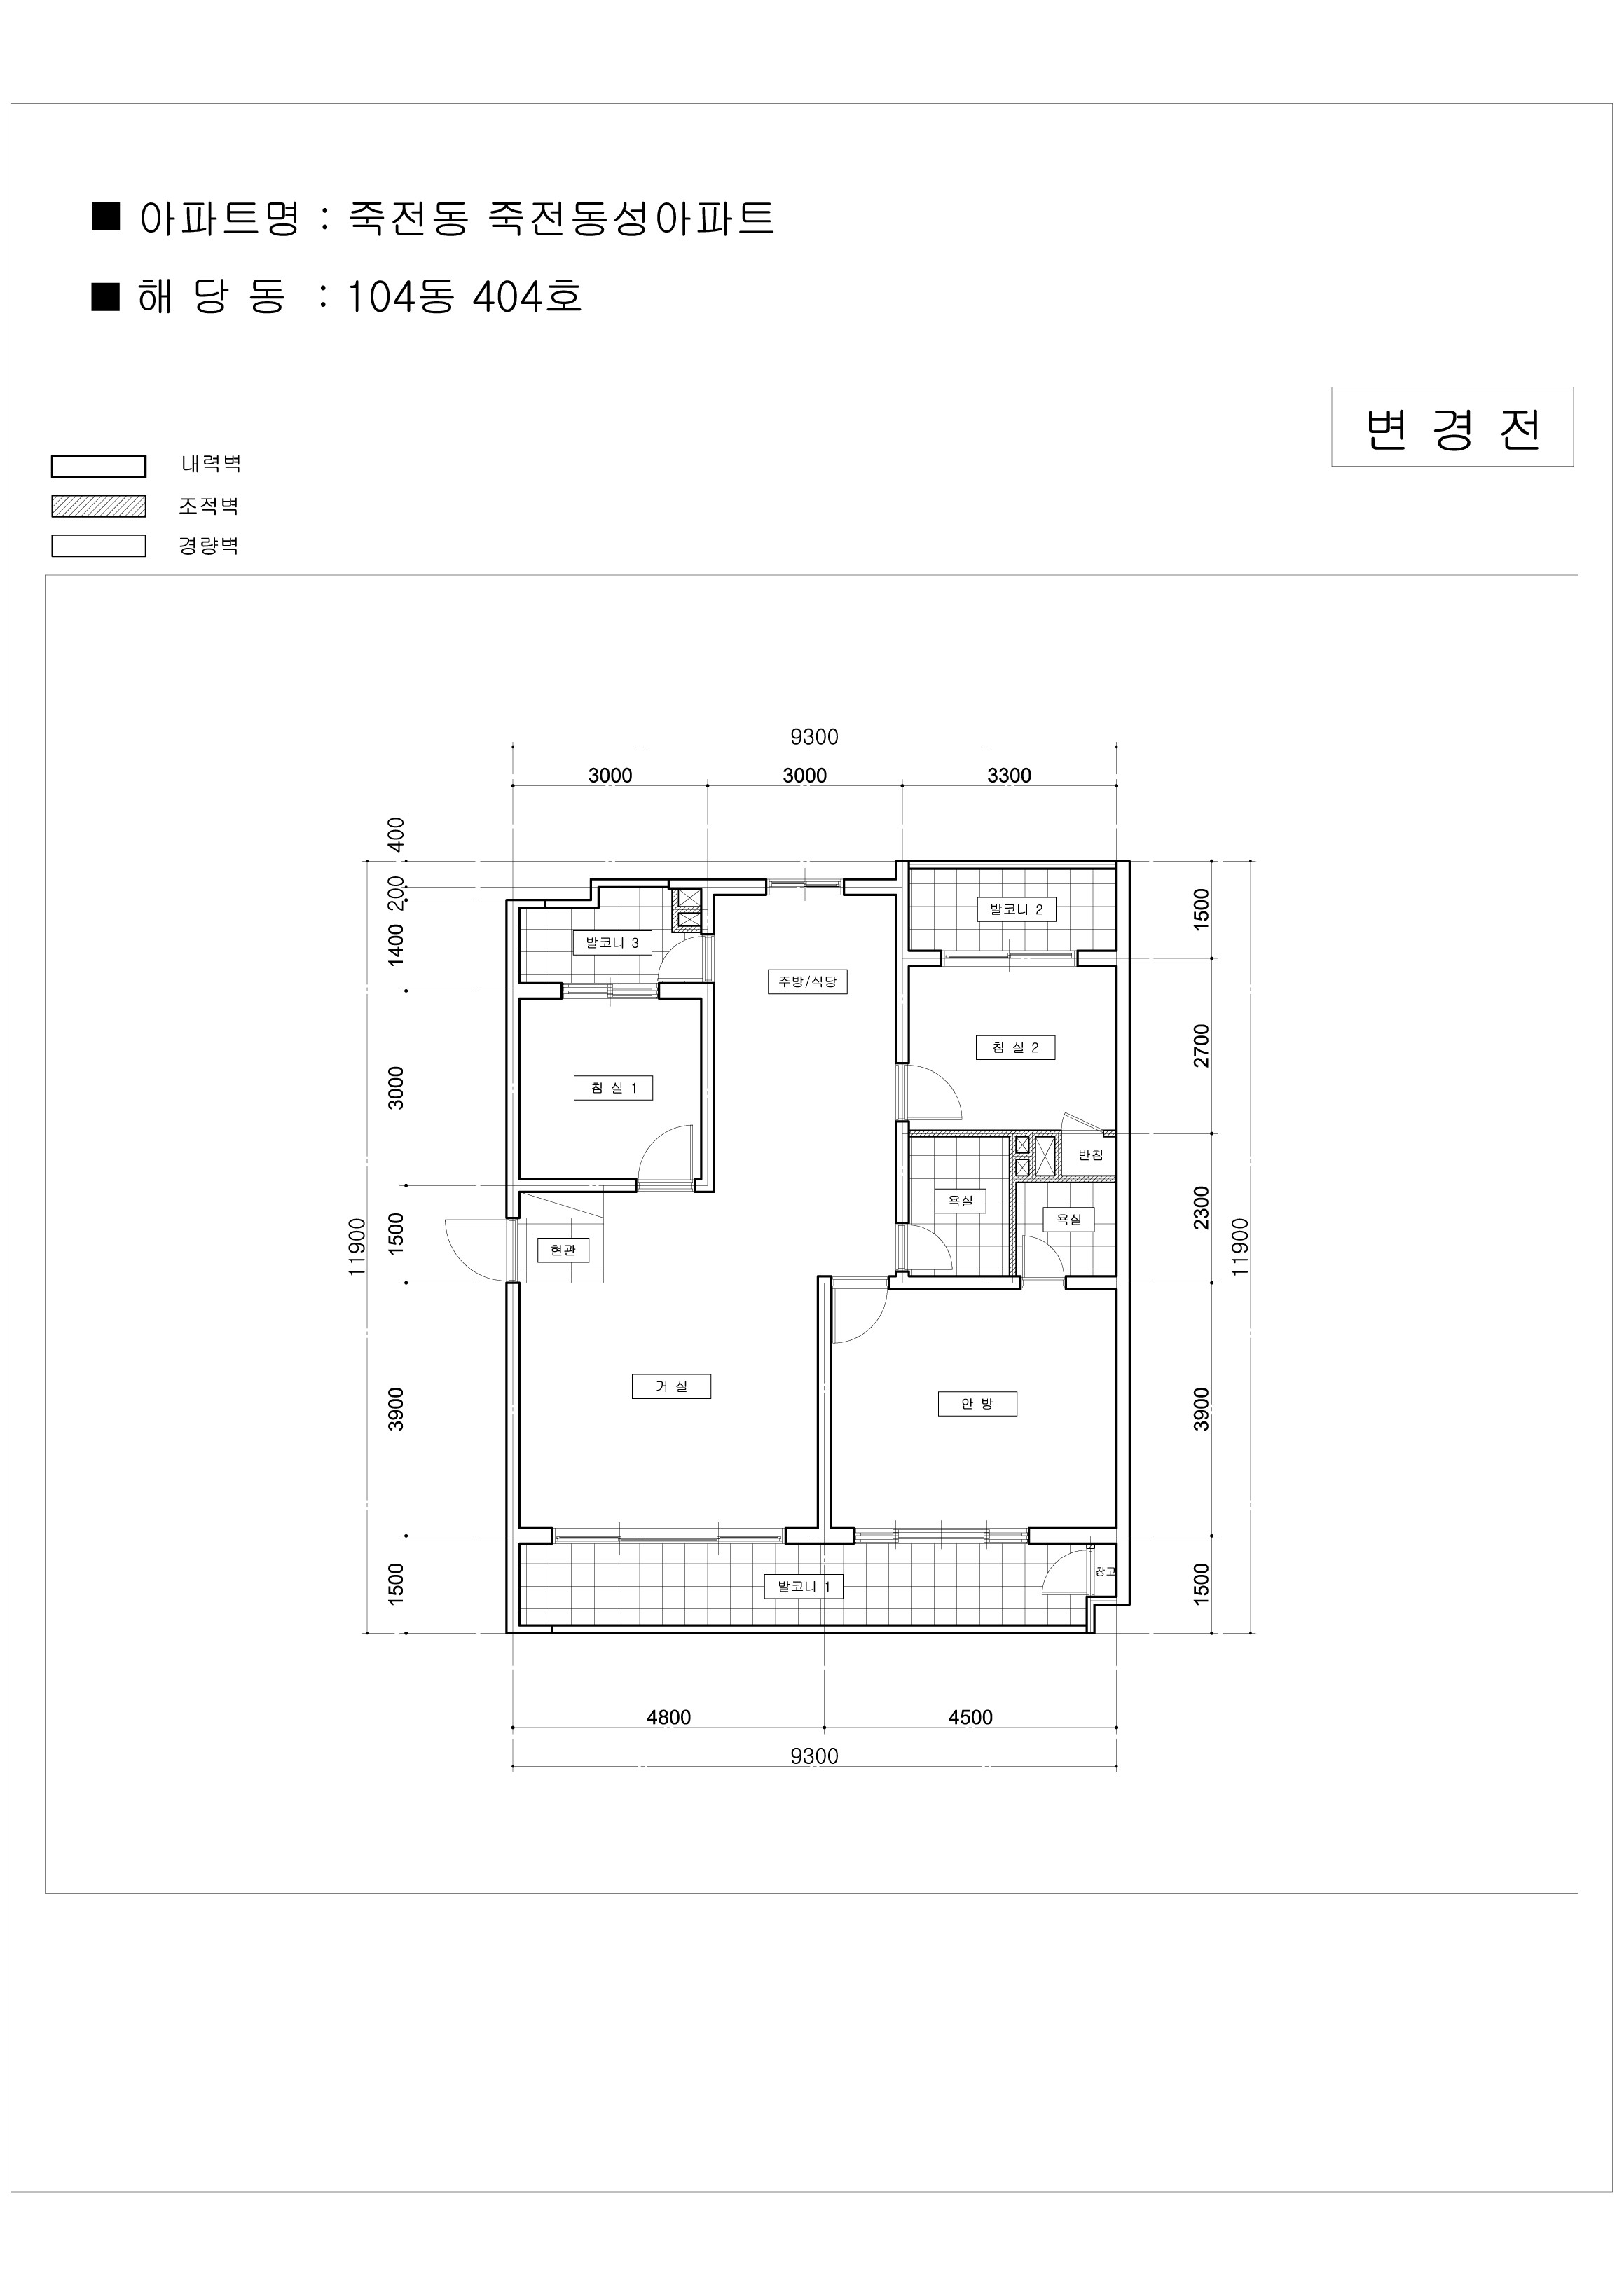 ■ 아파트명 : 죽전동 죽전동성아파트
■ 해 당 동 : 104동 404호
변 경 전
내력벽
조적벽
경량벽
9300
3000 3000 3300
400
200
1400
3000
1500
3900
1500
11900
1500
2700
2300
3900
1500
11900
발코니 2
발코니 3
주방/식당
침 실 2
침 실 1
반침
욕실
욕실
현관
거 실
안 방
창고
발코니 1
4800 4500
9300